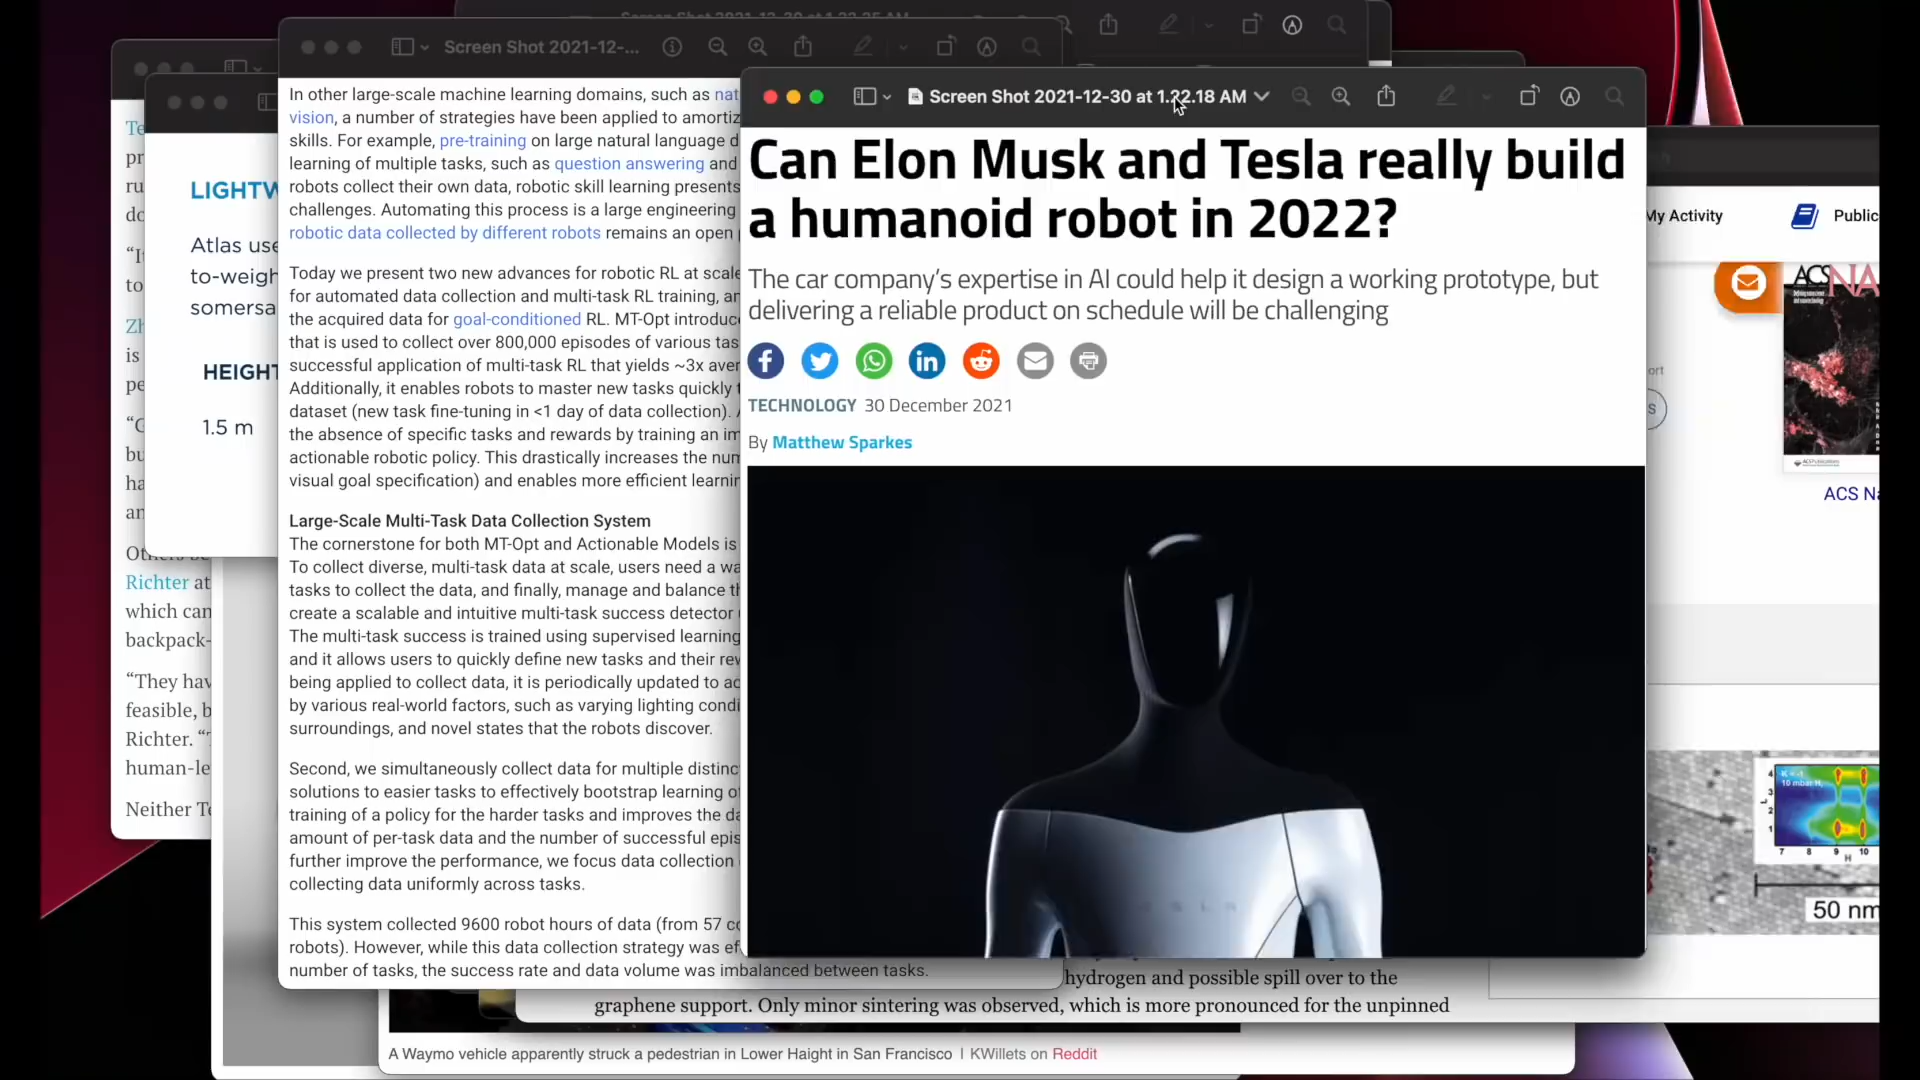 Screen Shot 2021-12-...
Screen Shot 2021-12-30 at 1.22.18 AM
Can Elon Musk and Tesla really build
a humanoid robot in 2022?
The car company's expertise in AI could help it design a working prototype, but
delivering a reliable product on schedule will be challenging
TECHNOLOGY 30 December 2021
By Matthew Sparkes
In other large-scale machine learning domains, such as nat
vision, a number of strategies have been applied to amortiz
skills. For example, pre-training on large natural language d
learning of multiple tasks, such as question answering and
robots collect their own data, robotic skill learning presents
challenges. Automating this process is a large engineering
robotic data collected by different robots remains an open
Today we present two new advances for robotic RL at scale
for automated data collection and multi-task RL training, an
the acquired data for goal-conditioned RL. MT-Opt introduc
that is used to collect over 800,000 episodes of various tas
successful application of multi-task RL that yields ~3x aver
Additionally, it enables robots to master new tasks quickly
dataset (new task fine-tuning in <1 day of data collection).
the absence of specific tasks and rewards by training an im
actionable robotic policy. This drastically increases the num
visual goal specification) and enables more efficient learnin
Large-Scale Multi-Task Data Collection System
The cornerstone for both MT-Opt and Actionable Models is
To collect diverse, multi-task data at scale, users need a wa
tasks to collect the data, and finally, manage and balance th
create a scalable and intuitive multi-task success detector
The multi-task success is trained using supervised learning
and it allows users to quickly define new tasks and their rew
being applied to collect data, it is periodically updated to ac
by various real-world factors, such as varying lighting condi
surroundings, and novel states that the robots discover.
Second, we simultaneously collect data for multiple distinc
solutions to easier tasks to effectively bootstrap learning o
training of a policy for the harder tasks and improves the da
amount of per-task data and the number of successful epis
further improve the performance, we focus data collection
collecting data uniformly across tasks.
This system collected 9600 robot hours of data (from 57 co
robots). However, while this data collection strategy was ef
number of tasks, the success rate and data volume was imbalanced between tasks.
LIGHTW
Atlas use
to-weigh
somersa
HEIGHT
1.5 m
Te
pr
ru
do
"It
to
Zh
is
pe
"G
bu
ha
an
Richter at
which can
backpack-
"They hav
feasible, b
Richter. "T
human-le
Neither Te
My Activity
Public
ACS NA
ACS Na
50 nm
hydrogen and possible spill over to the
graphene support. Only minor sintering was observed, which is more pronounced for the unpinned
A Waymo vehicle apparently struck a pedestrian in Lower Haight in San Francisco | KWillets on Reddit